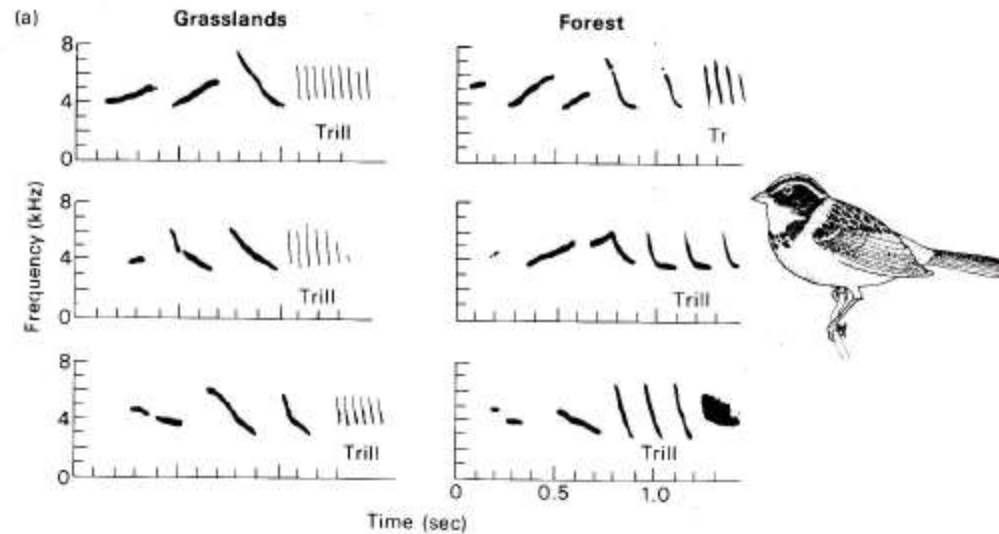 (a)
Grasslands
Forest
8
4
0
Trill
Tr
Frequency (kHz)
8
4
0
Trill
Trill
8
4
0
Trill
Trill
0 0.5 1.0
Time (sec)